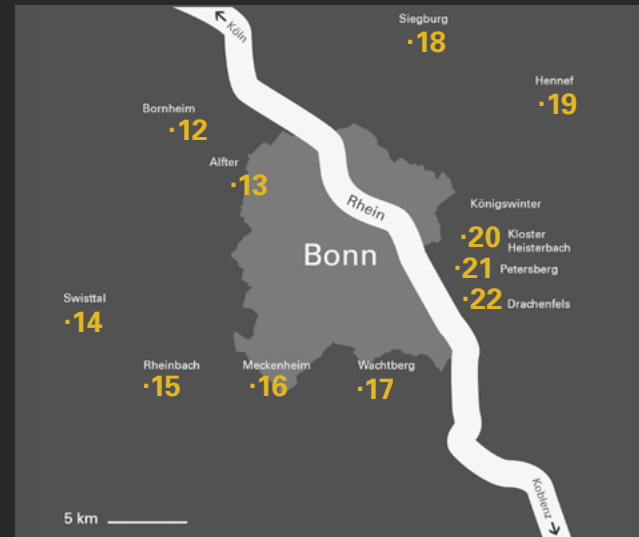 Siegburg
·18
Köln
Hennef
·19
Bornheim
·12
Alfter
·13
Rhein
Königswinter
·20 Kloster
Heisterbach
Bonn
·21 Petersberg
·22 Drachenfels
Swisttal
·14
Rheinbach
·15
Meckenheim
·16
Wachtberg
·17
Koblenz
5 km